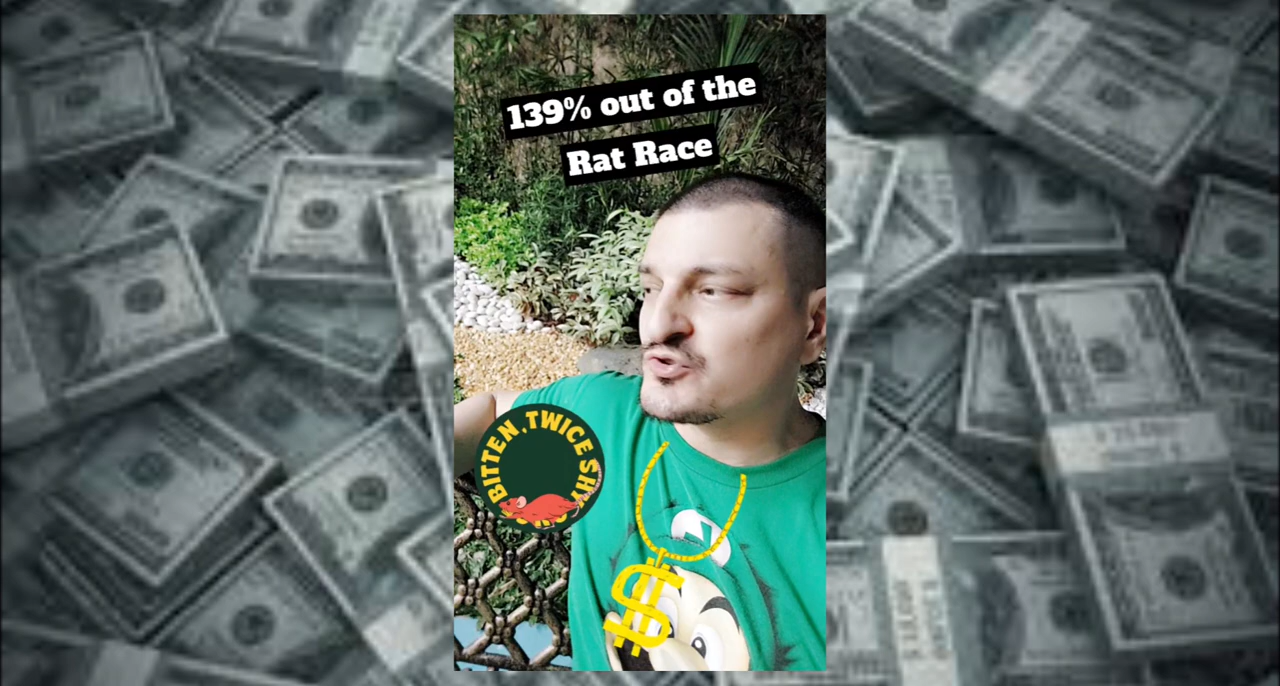 139% out of the
Rat Race
BITTEN, TWICE SHY